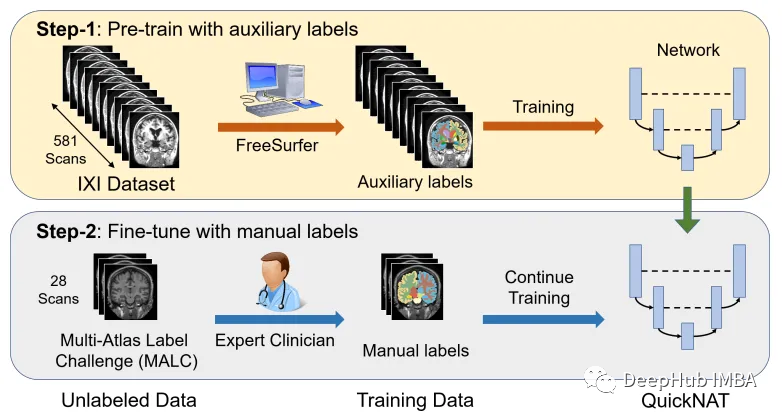 Step-1: Pre-train with auxiliary labels
581
Scans
IXI Dataset
FreeSurfer
Auxiliary labels
Training
Network
Step-2: Fine-tune with manual labels
28
Scans
Multi-Atlas Label
Challenge (MALC)
Expert Clinician
Manual labels
Continue
Training
DeepHub IMBA
Unlabeled Data
Training Data
QuickNAT